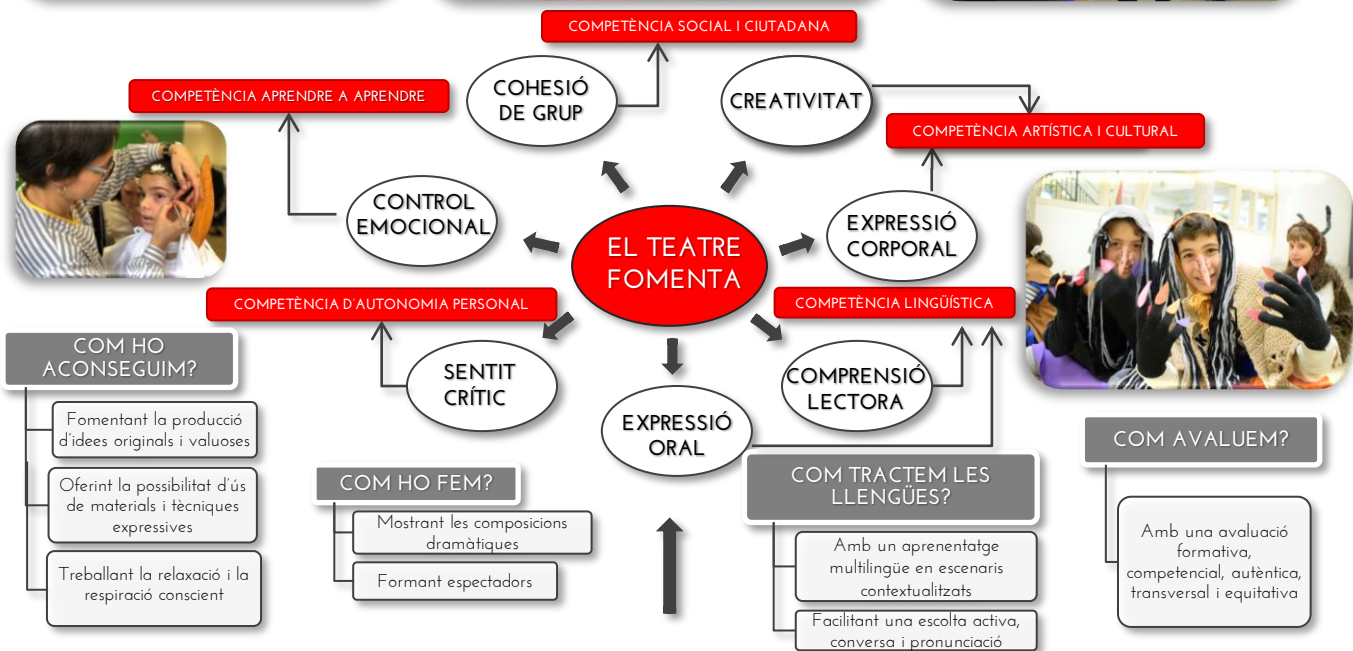 COMPETÈNCIA SOCIAL I CIUTADANA
COMPETÈNCIA APRENDRE A APRENDRE
COHESIÓ
DE GRUP
CREATIVITAT
COMPETÈNCIA ARTÍSTICA I CULTURAL
CONTROL
EMOCIONAL
EL TEATRE
FOMENTA
EXPRESSIÓ
CORPORAL
COMPETÈNCIA D'AUTONOMIA PERSONAL
COMPETÈNCIA LINGÜÍSTICA
SENTIT
CRÍTIC
COMPRENSIÓ
LECTORA
EXPRESSIÓ
ORAL
COM HO
ACONSEGUIM?
Fomentant la producció
d'idees originals i valuoses
Oferint la possibilitat d'ús
de materials i tècniques
expressives
Treballant la relaxació i la
respiració conscient
COM HO FEM?
Mostrant les composicions
dramàtiques
Formant espectadors
COM TRACTEM LES
LLENGÜES?
Amb un aprenentatge
multilingüe en escenaris
contextualitzats
Facilitant una escolta activa,
conversa i pronunciació
COM AVALUEM?
Amb una avaluació
formativa,
competencial, autèntica,
transversal i equitativa